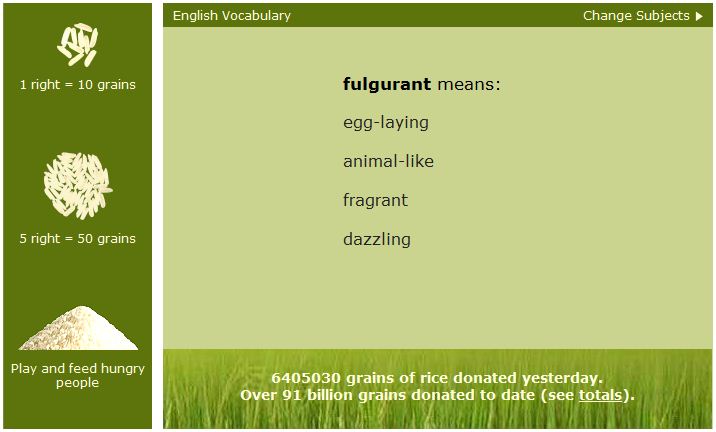 1 right = 10 grains
5 right = 50 grains
Play and feed hungry
people
English Vocabulary
Change Subjects
fulgurant means:
egg-laying
animal-like
fragrant
dazzling
6405030 grains of rice donated yesterday.
Over 91 billion grains donated to date (see totals).